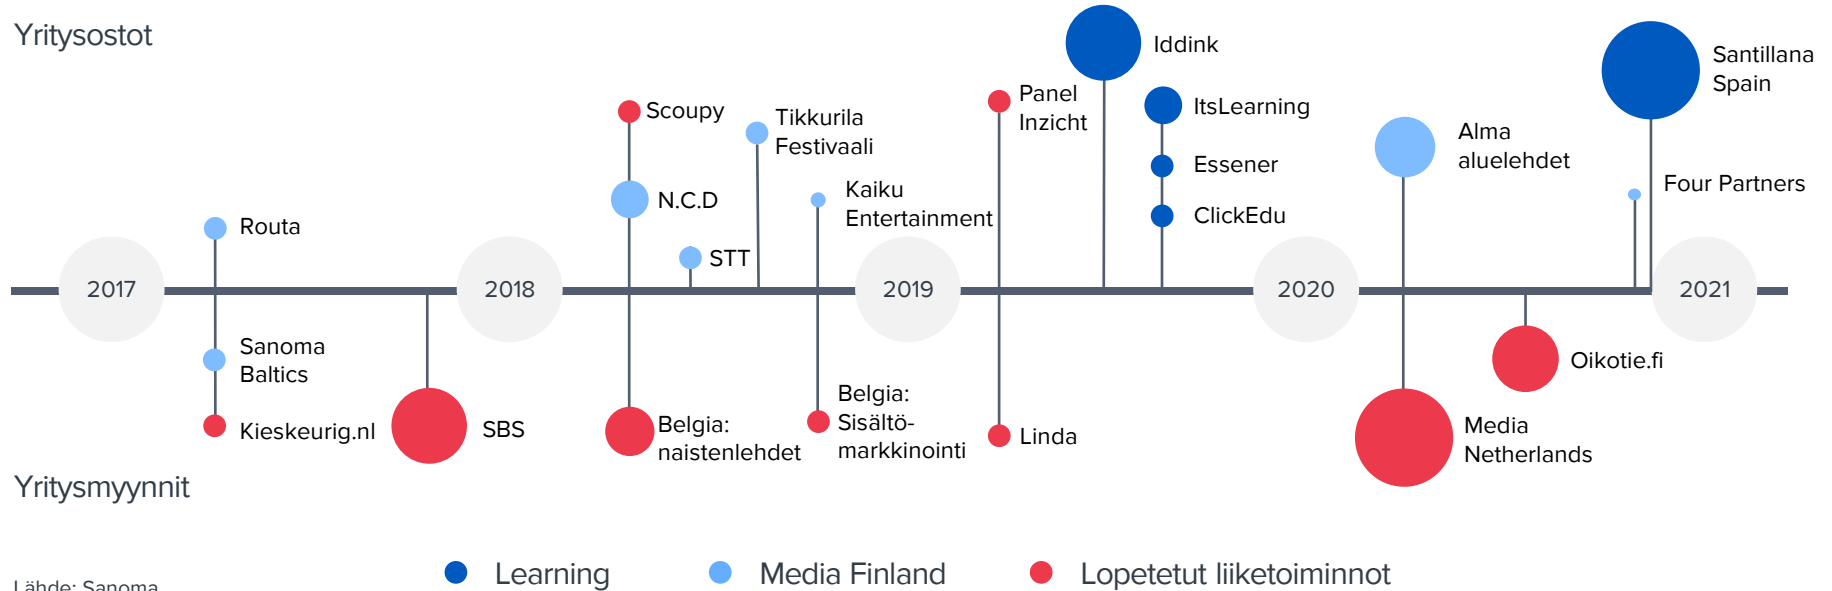 Yritysostot
Iddink
Santillana
Spain
Panel
Inzicht
Scoupy
ItsLearning
Tikkurila
Festivaali
Alma
aluelehdet
Essener
Kaiku
Entertainment
Four Partners
N.C.D
ClickEdu
Routa
STT
2017
2018
2019
2020
2021
Sanoma
Baltics
Oikotie.fi
Kieskeurig.nl
SBS
Belgia:
naistenlehdet
Belgia:
Sisältö-
markkinointi
Linda
Media
Netherlands
Yritysmyynnit
Learning
Media Finland
Lopetetut liiketoiminnot
Lähde: Sanoma